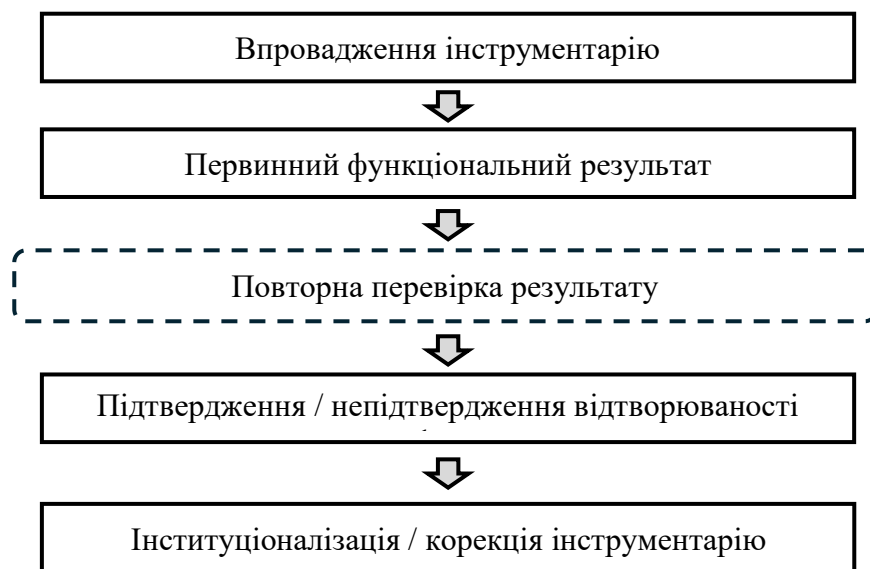 Впровадження інструментарію
Первинний функціональний результат
Повторна перевірка результату
Підтвердження / непідтвердження відтворюваності
Інституціоналізація / корекція інструментарію